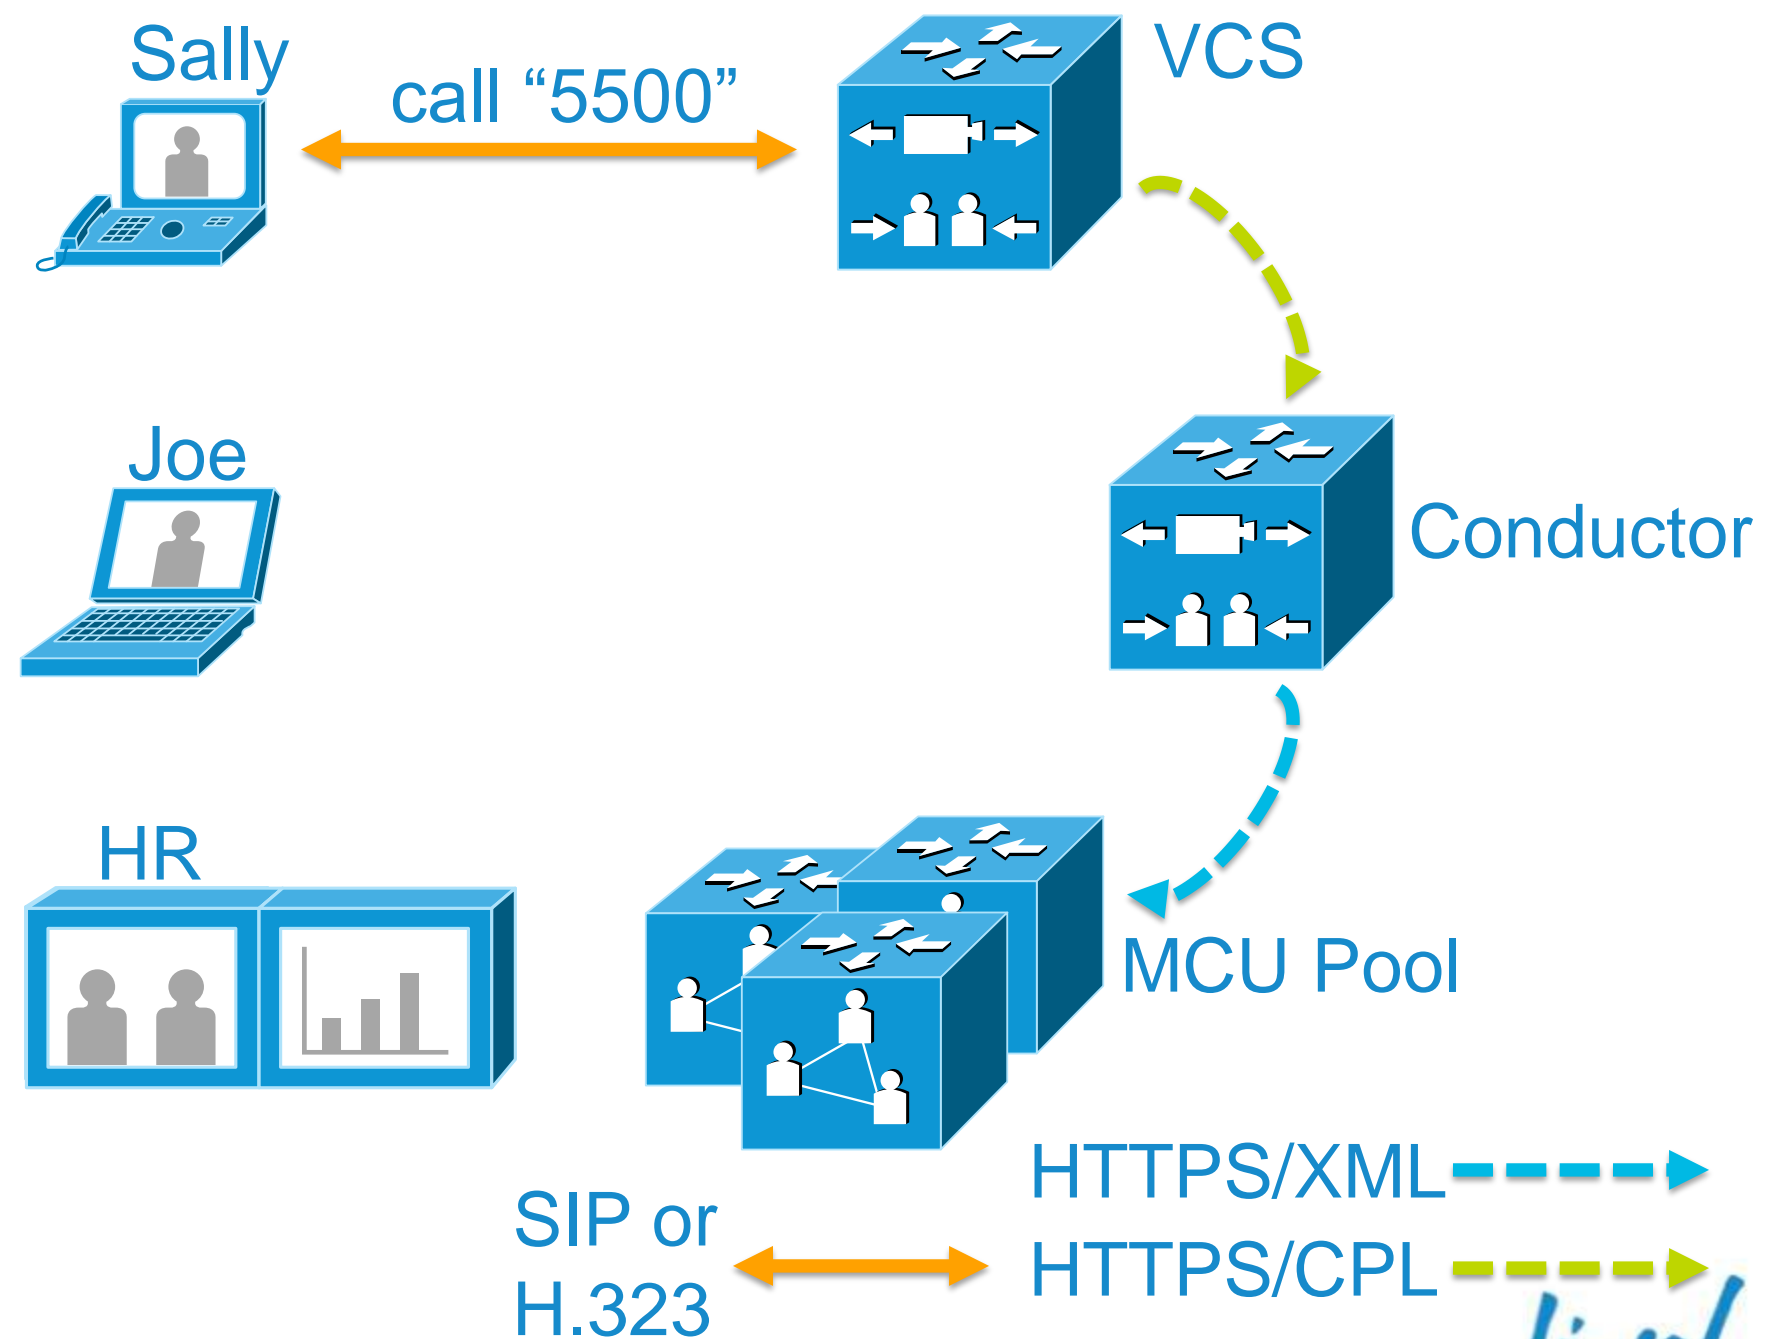 Sally
call “5500”
VCS
Joe
Conductor
HR
MCU Pool
HTTPS/XML
SIP or
H.323
HTTPS/CPL